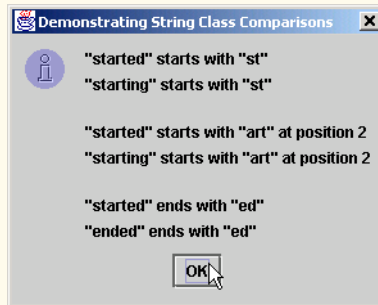 Demonstrating String Class Comparisons
"started" starts with "st"
"starting" starts with "st"
"started" starts with "art" at position 2
"starting" starts with "art" at position 2
"started" ends with "ed"
"ended" ends with "ed"
OK